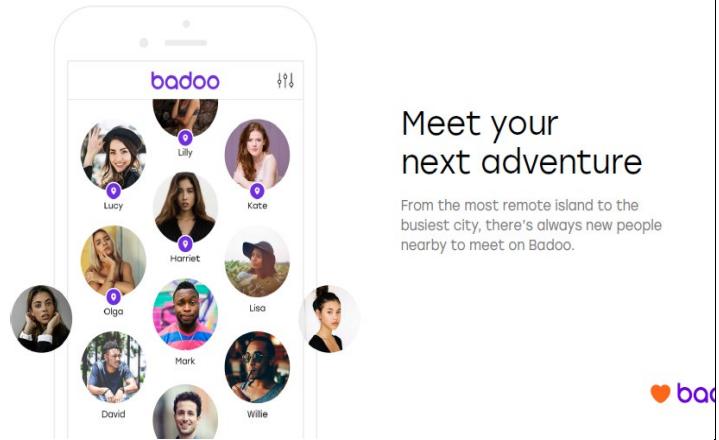 badoo
Lilly
Lucy
Kate
Harriet
Olga
Lisa
Mark
David
Willie
Meet your
next adventure
From the most remote island to the
busiest city, there's always new people
nearby to meet on Badoo.
bad